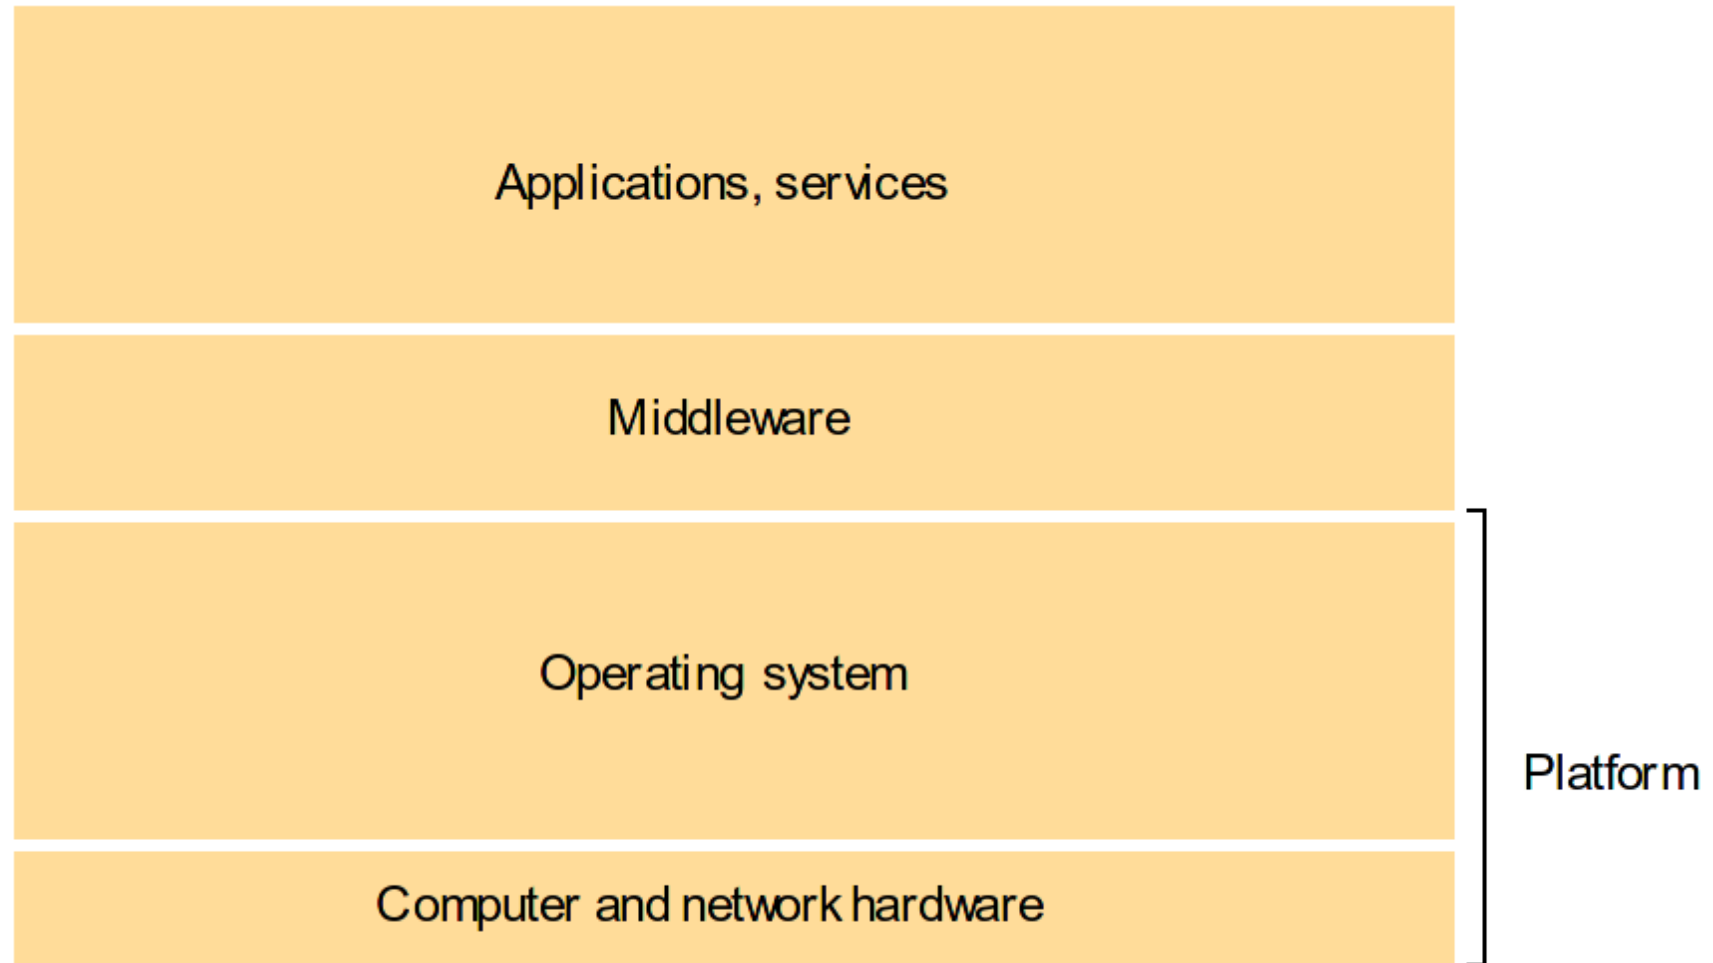 Applications, services
Middleware
Operating system
Platform
Computer and network hardware